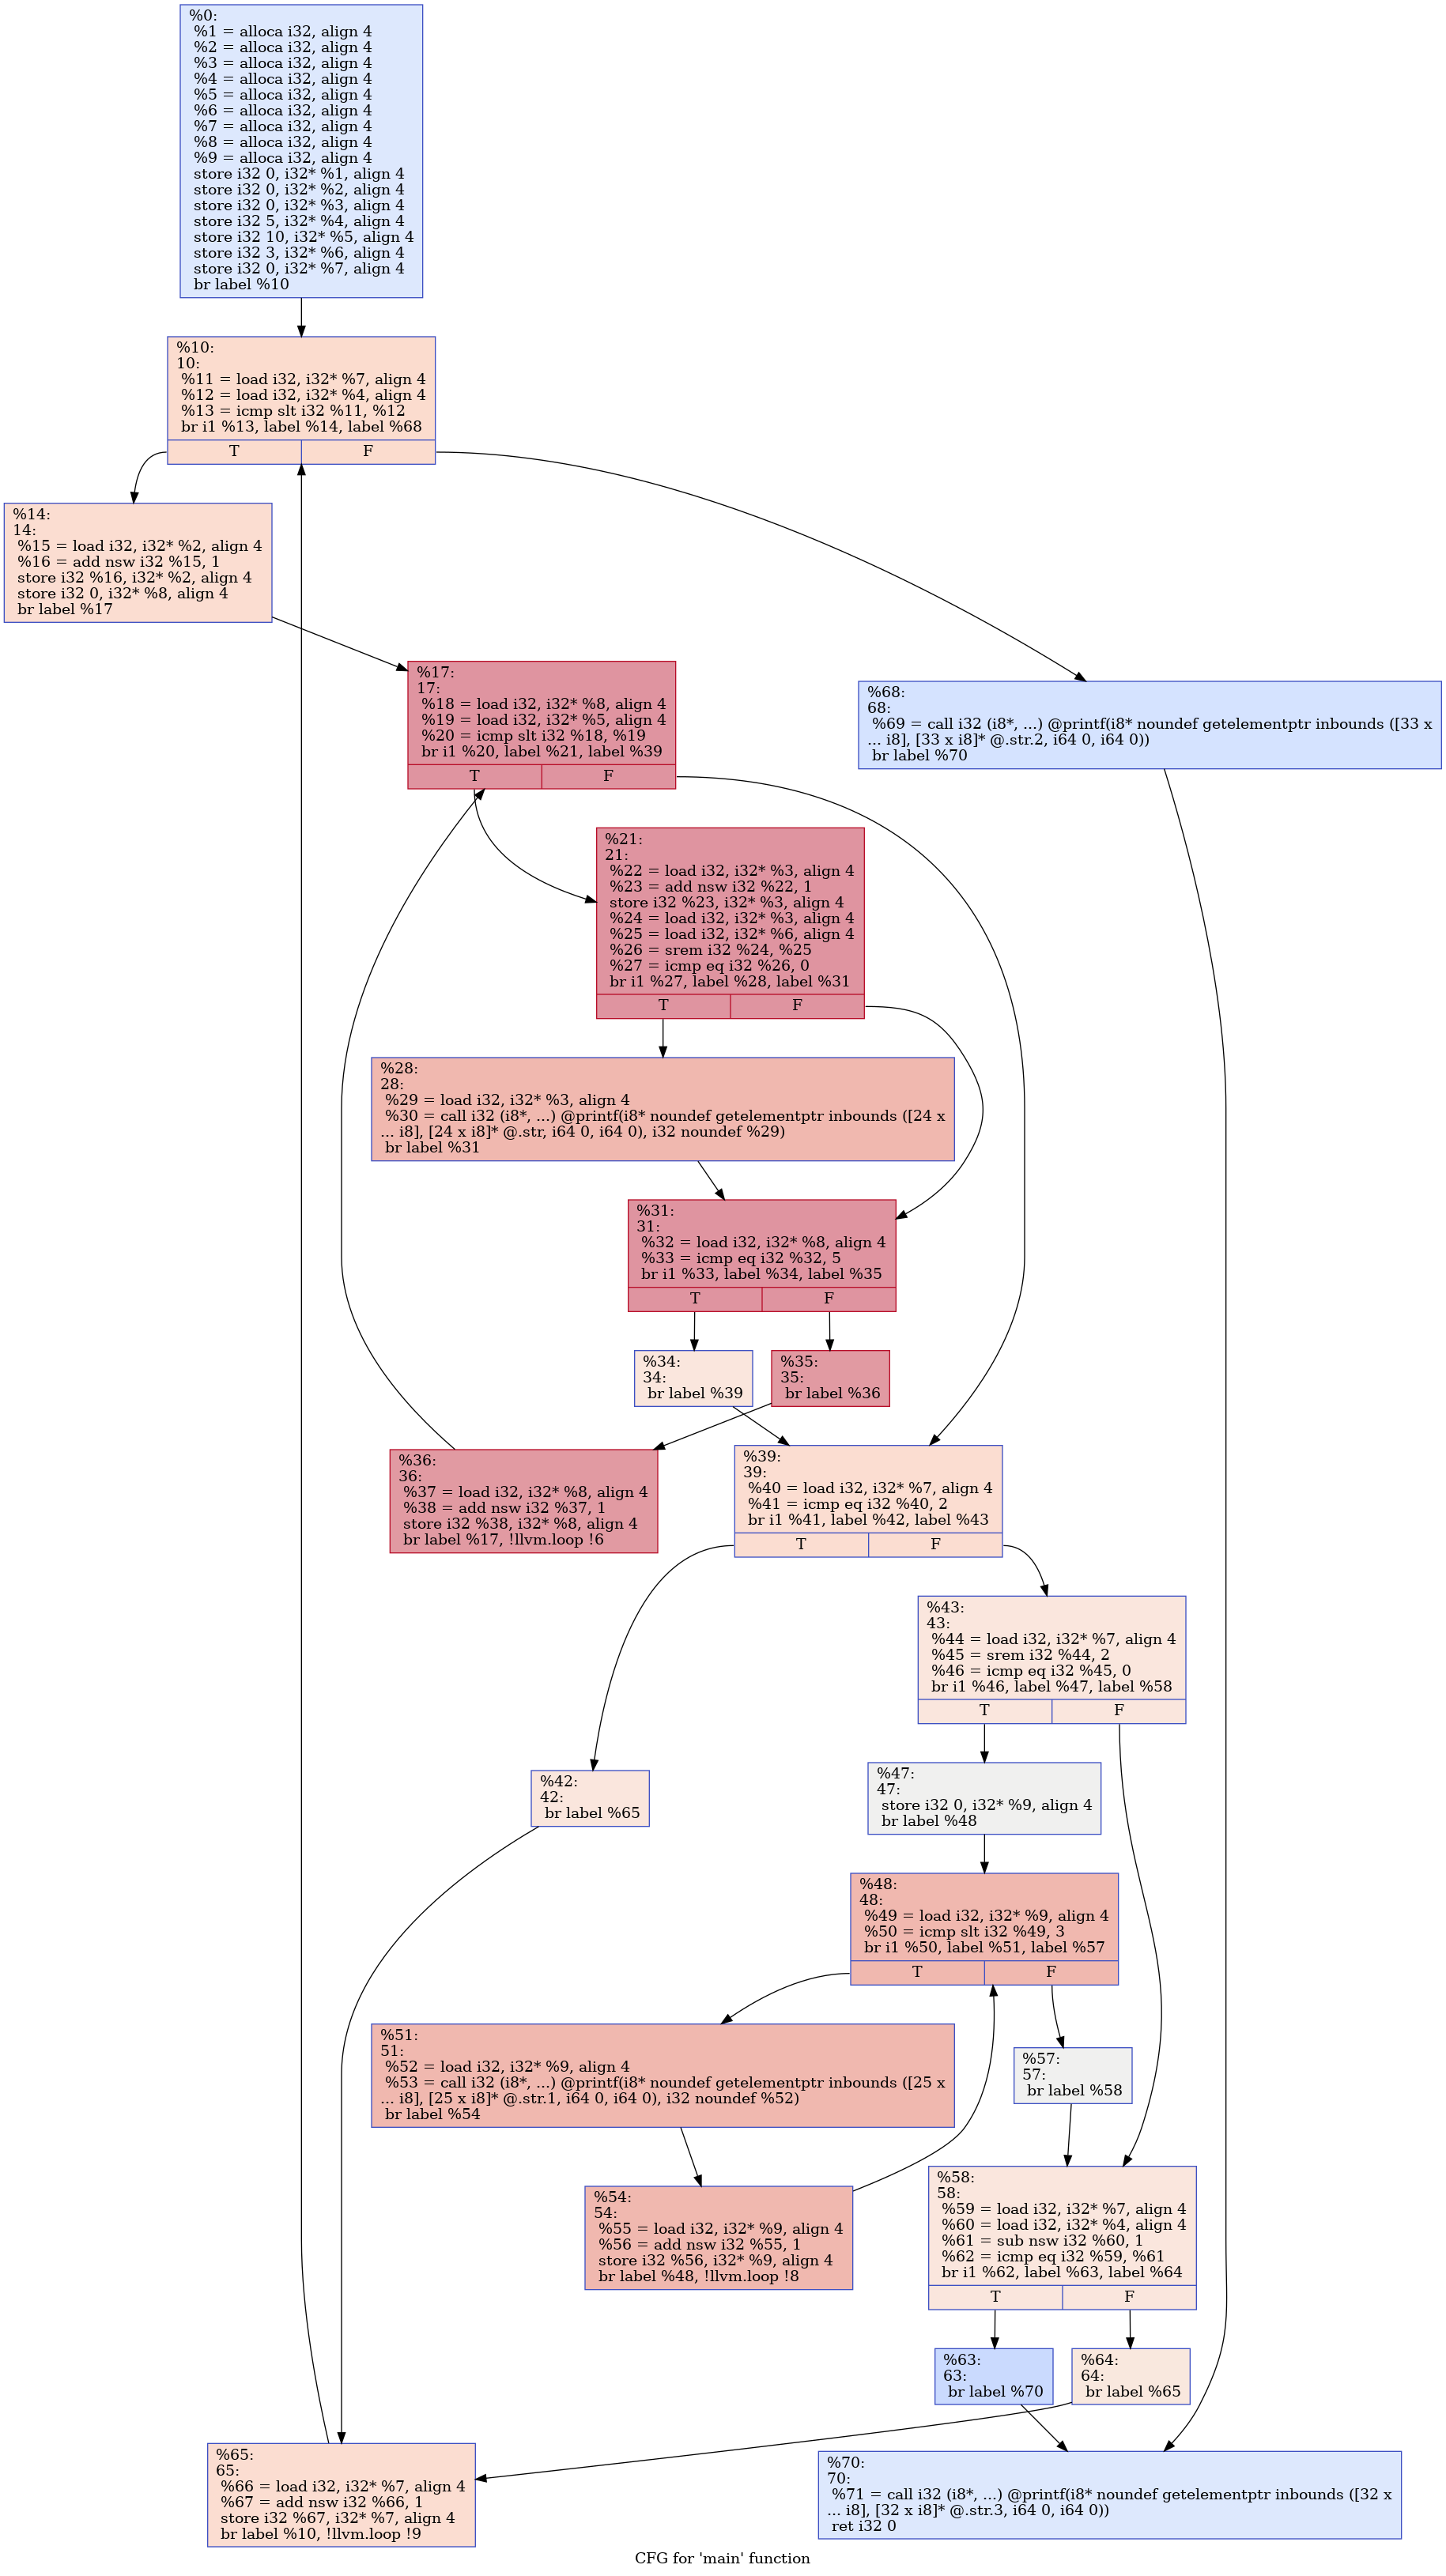 %0:
%1 = alloca i32, align 4
%2 = alloca i32, align 4
%3 = alloca i32, align 4
%4 = alloca i32, align 4
%5 = alloca i32, align 4
%6 = alloca i32, align 4
%7 = alloca i32, align 4
%8 = alloca i32, align 4
%9 = alloca i32, align 4
store i32 0, i32* %1, align 4
store i32 0, i32* %2, align 4
store i32 0, i32* %3, align 4
store i32 5, i32* %4, align 4
store i32 10, i32* %5, align 4
store i32 3, i32* %6, align 4
store i32 0, i32* %7, align 4
br label %10
%10:
10:
%11 = load i32, i32* %7, align 4
%12 = load i32, i32* %4, align 4
%13 = icmp slt i32 %11, %12
br i1 %13, label %14, label %68
T F
%14:
14:
%15 = load i32, i32* %2, align 4
%16 = add nsw i32 %15, 1
store i32 %16, i32* %2, align 4
store i32 0, i32* %8, align 4
br label %17
%17:
17:
%18 = load i32, i32* %8, align 4
%19 = load i32, i32* %5, align 4
%20 = icmp slt i32 %18, %19
br i1 %20, label %21, label %39
T F
%68:
68:
%69 = call i32 (i8*, ...) @printf(i8* noundef getelementptr inbounds ([33 x
... i8], [33 x i8]* @.str.2, i64 0, i64 0))
br label %70
%21:
21:
%22 = load i32, i32* %3, align 4
%23 = add nsw i32 %22, 1
store i32 %23, i32* %3, align 4
%24 = load i32, i32* %3, align 4
%25 = load i32, i32* %6, align 4
%26 = srem i32 %24, %25
%27 = icmp eq i32 %26, 0
br i1 %27, label %28, label %31
T F
%28:
28:
%29 = load i32, i32* %3, align 4
%30 = call i32 (i8*, ...) @printf(i8* noundef getelementptr inbounds ([24 x
... i8], [24 x i8]* @.str, i64 0, i64 0), i32 noundef %29)
br label %31
%31:
31:
%32 = load i32, i32* %8, align 4
%33 = icmp eq i32 %32, 5
br i1 %33, label %34, label %35
T F
%34:
34:
br label %39
%35:
35:
br label %36
%36:
36:
%37 = load i32, i32* %8, align 4
%38 = add nsw i32 %37, 1
store i32 %38, i32* %8, align 4
br label %17, !llvm.loop !6
%39:
39:
%40 = load i32, i32* %7, align 4
%41 = icmp eq i32 %40, 2
br i1 %41, label %42, label %43
T F
%43:
43:
%44 = load i32, i32* %7, align 4
%45 = srem i32 %44, 2
%46 = icmp eq i32 %45, 0
br i1 %46, label %47, label %58
T F
%42:
42:
br label %65
%47:
47:
store i32 0, i32* %9, align 4
br label %48
%48:
48:
%49 = load i32, i32* %9, align 4
%50 = icmp slt i32 %49, 3
br i1 %50, label %51, label %57
T F
%51:
51:
%52 = load i32, i32* %9, align 4
%53 = call i32 (i8*, ...) @printf(i8* noundef getelementptr inbounds ([25 x
... i8], [25 x i8]* @.str.1, i64 0, i64 0), i32 noundef %52)
br label %54
%57:
57:
br label %58
%54:
54:
%55 = load i32, i32* %9, align 4
%56 = add nsw i32 %55, 1
store i32 %56, i32* %9, align 4
br label %48, !llvm.loop !8
%58:
58:
%59 = load i32, i32* %7, align 4
%60 = load i32, i32* %4, align 4
%61 = sub nsw i32 %60, 1
%62 = icmp eq i32 %59, %61
br i1 %62, label %63, label %64
T F
%63:
63:
br label %70
%64:
64:
br label %65
%65:
65:
%66 = load i32, i32* %7, align 4
%67 = add nsw i32 %66, 1
store i32 %67, i32* %7, align 4
br label %10, !llvm.loop !9
%70:
70:
%71 = call i32 (i8*, ...) @printf(i8* noundef getelementptr inbounds ([32 x
... i8], [32 x i8]* @.str.3, i64 0, i64 0))
ret i32 0
CFG for 'main' function